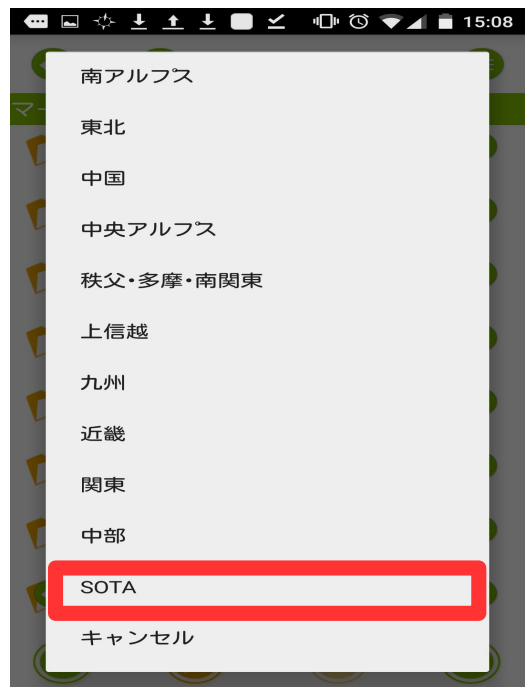 15:08
マー
南アルプス
東北
中国
中央アルプス
秩父・多摩・南関東
上信越
九州
近畿
関東
中部
SOTA
キャンセル